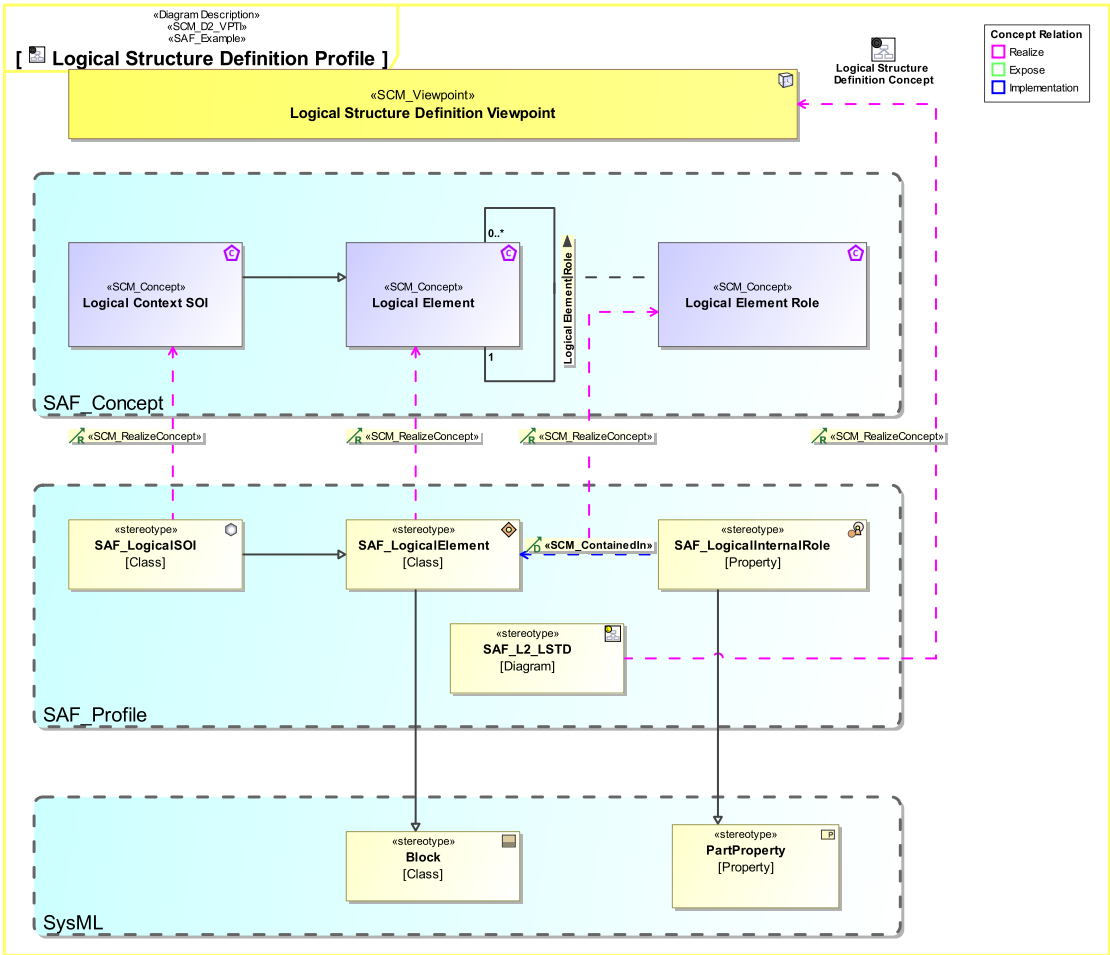 «Diagram Description»
«SCM_D2_VPTI»
«SAF_Example»
[ Logical Structure Definition Profile ]
Logical Structure
Definition Concept
Concept Relation
Realize
Expose
Implementation
«SCM_Viewpoint»
Logical Structure Definition Viewpoint
«SCM_Concept»
Logical Context SOI
C
«SCM_Concept»
Logical Element
C
0..*
1
Logical Element Role
«SCM_Concept»
Logical Element Role
C
SAF_Concept
R «SCM_RealizeConcept»
R «SCM_RealizeConcept»
R «SCM_RealizeConcept»
R «SCM_RealizeConcept»
«stereotype»
SAF_LogicalSOI
[Class]
«stereotype»
SAF_LogicalElement
[Class]
D «SCM_ContainedIn»
«stereotype»
SAF_LogicalInternalRole
[Property]
«stereotype»
SAF_L2_LSTD
[Diagram]
SAF_Profile
«stereotype»
Block
[Class]
«stereotype»
PartProperty
[Property]
P
SysML